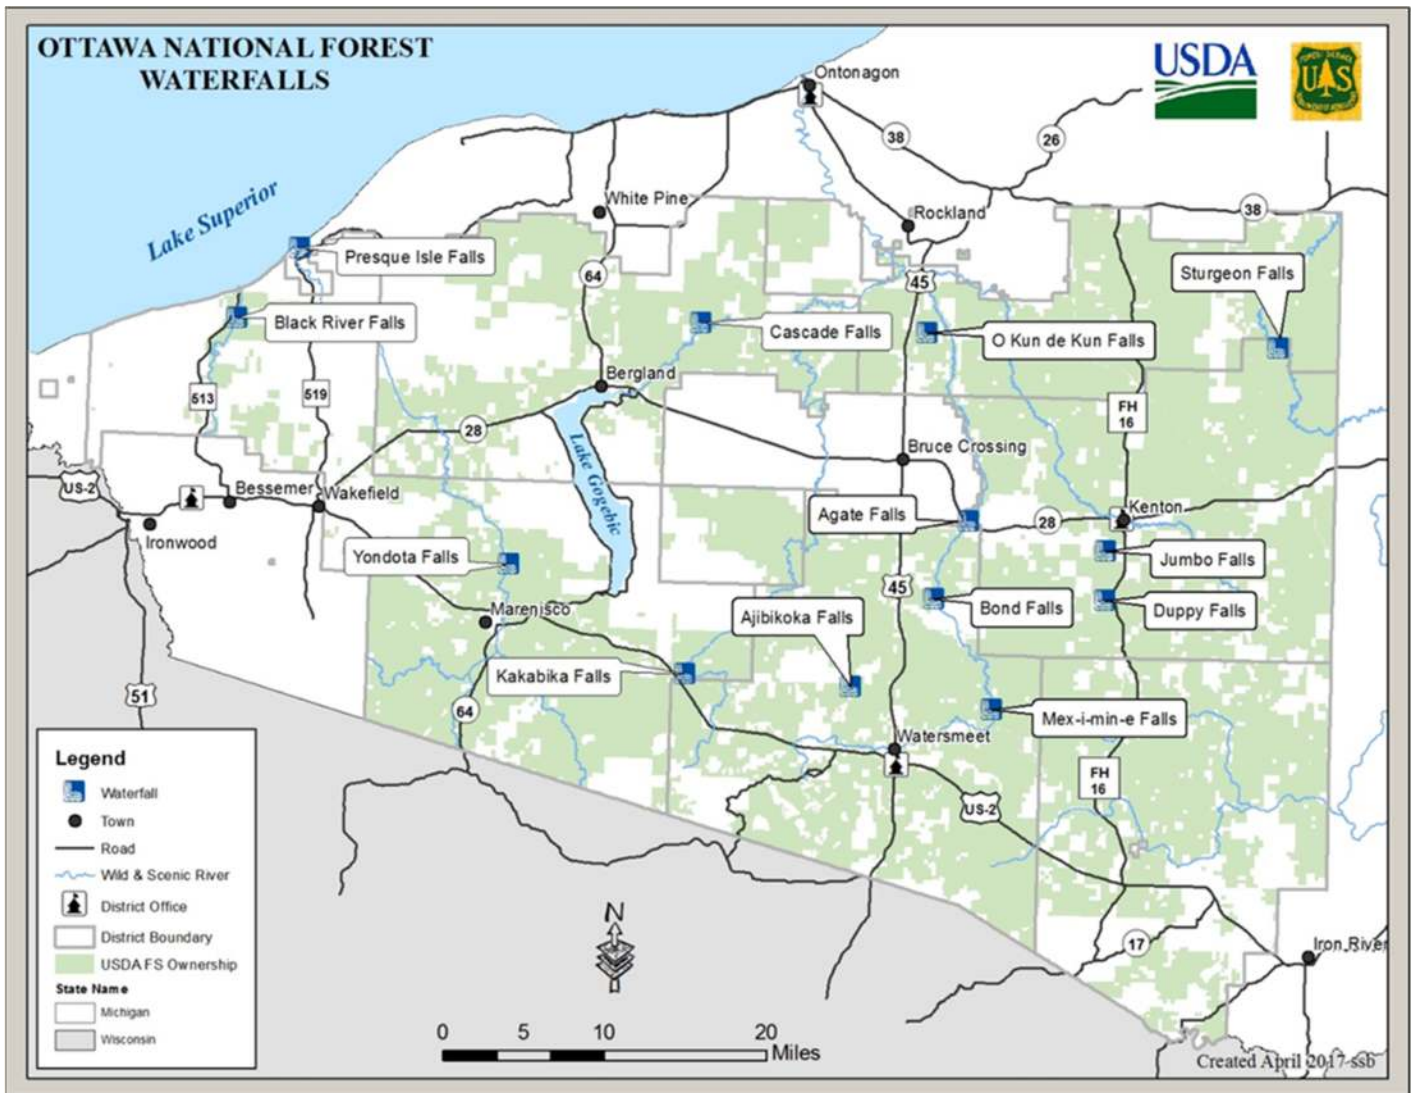 OTTAWA NATIONAL FOREST
WATERFALLS
USDA
FOREST SERVICE
U S
DEPARTMENT OF AGRICULTURE
Ontonagon
38
26
Lake Superior
White Pine
Rockland
38
Presque Isle Falls
64
45
Sturgeon Falls
Black River Falls
Cascade Falls
O Kun de Kun Falls
Bergland
513
519
FH
16
28
Lake Gogebic
Bruce Crossing
US-2
Bessemer
Wakefield
Agate Falls
28
Kenton
Ironwood
Yondota Falls
Jumbo Falls
45
Marenisco
Ajibikoka Falls
Bond Falls
Duppy Falls
Kakabika Falls
51
64
Mex-i-min-e Falls
Watersmeet
FH
16
US-2
17
Iron River
Legend
Waterfall
Town
Road
Wild & Scenic River
District Office
District Boundary
USDA FS Ownership
State Name
Michigan
Wisconsin
N
0 5 10 20
Miles
Created April 2017-ssb